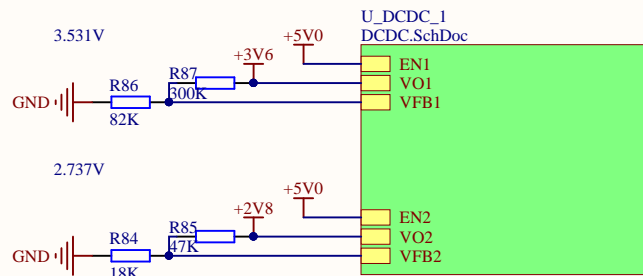 U_DCDC_1
DCDC.SchDoc
3.531V
+5V0
+3V6
EN1
R87
VO1
R86
300K
GND
VFB1
82K
2.737V
+5V0
+2V8
EN2
R85
VO2
R84
47K
GND
VFB2
18K